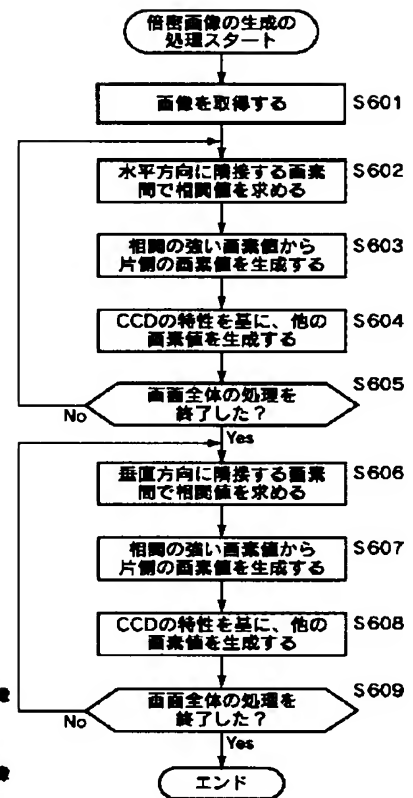 倍密画像の生成の
処理スタート
画像を取得する
S601
水平方向に隣接する画素
間で相関値を求める
S602
相関の強い画素値から
片側の画素値を生成する
S603
CCDの特性を基に、他の
画素値を生成する
S604
画面全体の処理を
終了した?
S605
No
Yes
垂直方向に隣接する画素
間で相関値を求める
S606
相関の強い画素値から
片側の画素値を生成する
S607
CCDの特性を基に、他の
画素値を生成する
S608
画面全体の処理を
終了した?
S609
No
Yes
エンド
像
像